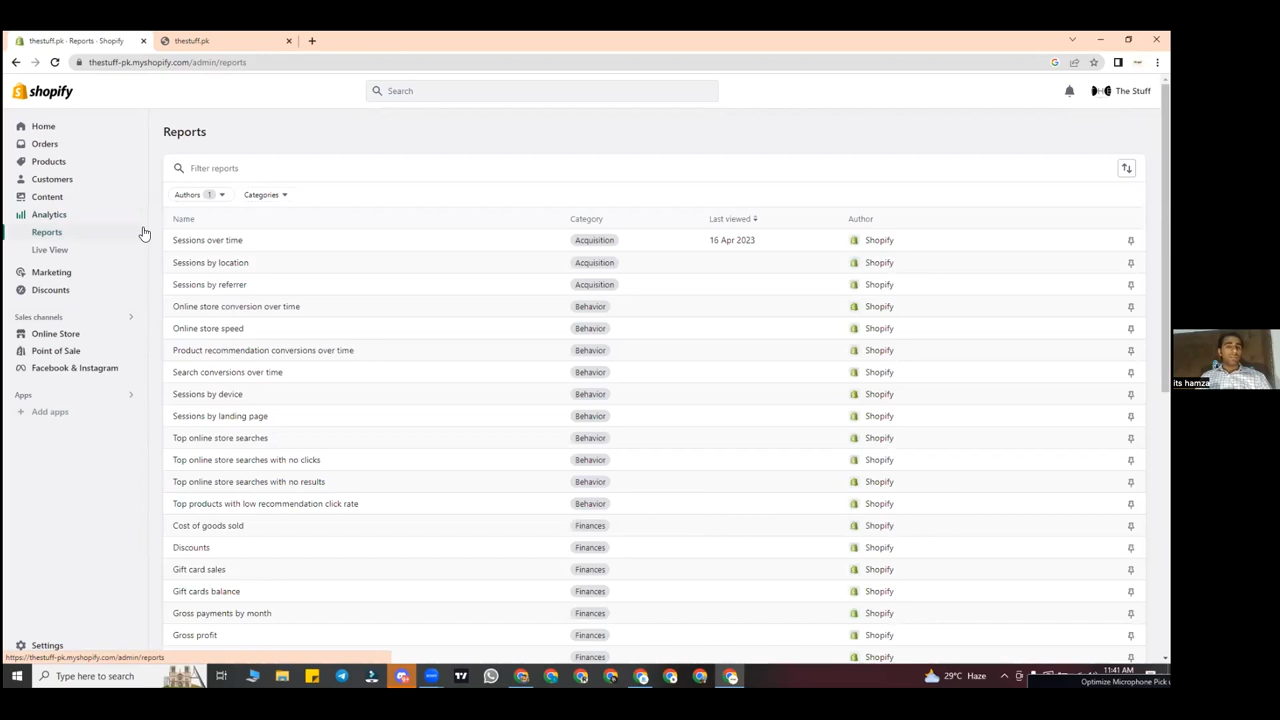 thestuff.pk · Reports · Shopify
thestuff.pk
thestuff-pk.myshopify.com/admin/reports
shopify
Search
The Stuff
Home
Orders
Products
Customers
Content
Analytics
Reports
Live View
Marketing
Discounts
Sales channels
Online Store
Point of Sale
Facebook & Instagram
Apps
Add apps
Settings
Reports
Filter reports
Authors 1
Categories
Name Category Last viewed Author
Sessions over time Acquisition 16 Apr 2023 Shopify
Sessions by location Acquisition Shopify
Sessions by referrer Acquisition Shopify
Online store conversion over time Behavior Shopify
Online store speed Behavior Shopify
Product recommendation conversions over time Behavior Shopify
Search conversions over time Behavior Shopify
Sessions by device Behavior Shopify
Sessions by landing page Behavior Shopify
Top online store searches Behavior Shopify
Top online store searches with no clicks Behavior Shopify
Top online store searches with no results Behavior Shopify
Top products with low recommendation click rate Behavior Shopify
Cost of goods sold Finances Shopify
Discounts Finances Shopify
Gift card sales Finances Shopify
Gift cards balance Finances Shopify
Gross payments by month Finances Shopify
Gross profit Finances Shopify
Finances Shopify
https://thestuff-pk.myshopify.com/admin/reports
its hamza
Type here to search
29°C Haze
11:41 AM
Optimize Microphone Pick